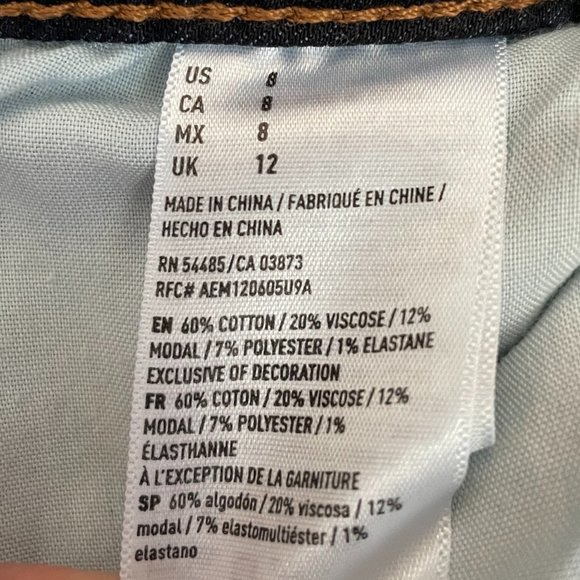 US 8
CA 8
MX 8
UK 12
MADE IN CHINA / FABRIQUÉ EN CHINE /
HECHO EN CHINA
RN 54485/CA 03873
RFC# AEM120605U9A
EN 60% COTTON / 20% VISCOSE / 12%
MODAL / 7% POLYESTER / 1% ELASTANE
EXCLUSIVE OF DECORATION
FR 60% COTON / 20% VISCOSE / 12%
MODAL / 7% POLYESTER / 1%
ÉLASTHANNE
À L'EXCEPTION DE LA GARNITURE
SP 60% algodón / 20% viscosa / 12%
modal / 7% elastomultiéster / 1%
elastano